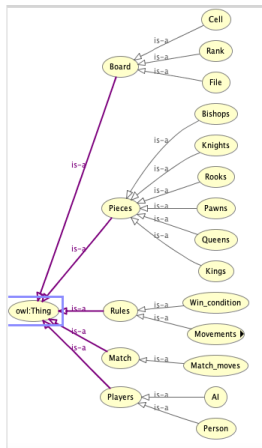 Cell
is-a
Board
is-a
Rank
is-a
File
is-a
Bishops
is-a
Knights
is-a
Rooks
is-a
Pieces
is-a
Pawns
is-a
Queens
is-a
Kings
is-a
owl:Thing
is-a
Rules
is-a
Win_condition
is-a
Movements
is-a
Match
is-a
Match_moves
is-a
Players
is-a
AI
is-a
Person